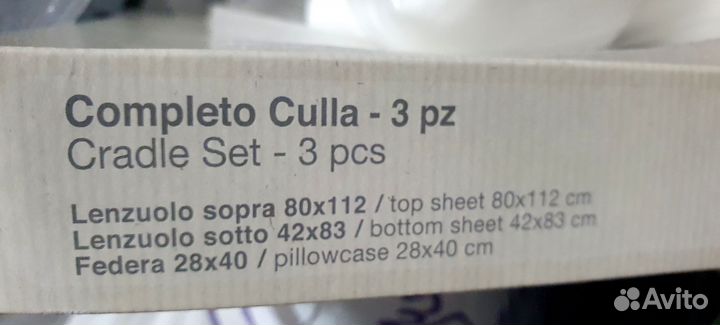 Completo Culla - 3 pz
Cradle Set - 3 pcs
Lenzuolo sopra 80x112 / top sheet 80x112 cm
Lenzuolo sotto 42x83 / bottom sheet 42x83 cm
Federa 28x40 / pillowcase 28x40 cm
Avito